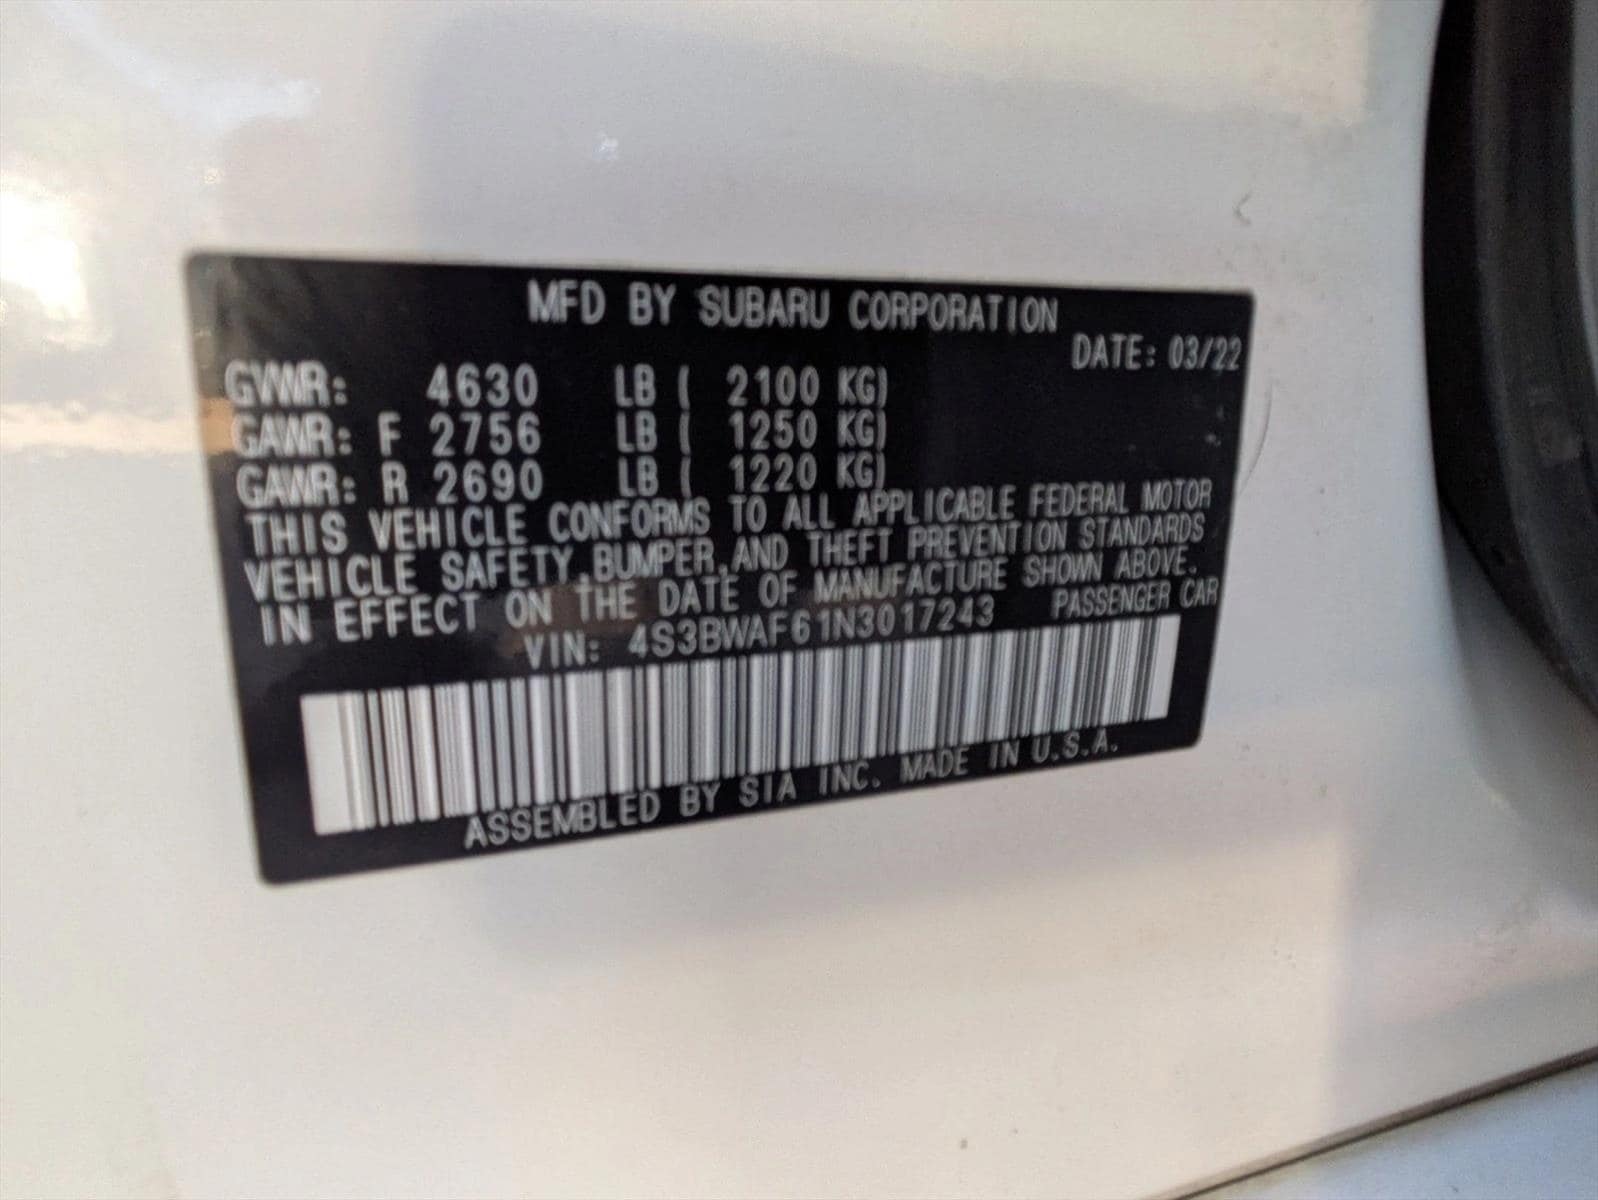 MFD BY SUBARU CORPORATION
DATE: 03/22
GVWR: 4630 LB ( 2100 KG)
GAWR: F 2756 LB ( 1250 KG)
GAWR: R 2690 LB ( 1220 KG)
THIS VEHICLE CONFORMS TO ALL APPLICABLE FEDERAL MOTOR
VEHICLE SAFETY,BUMPER,AND THEFT PREVENTION STANDARDS
IN EFFECT ON THE DATE OF MANUFACTURE SHOWN ABOVE.
VIN: 4S3BWAF61N3017243 PASSENGER CAR
ASSEMBLED BY SIA INC. MADE IN U.S.A.